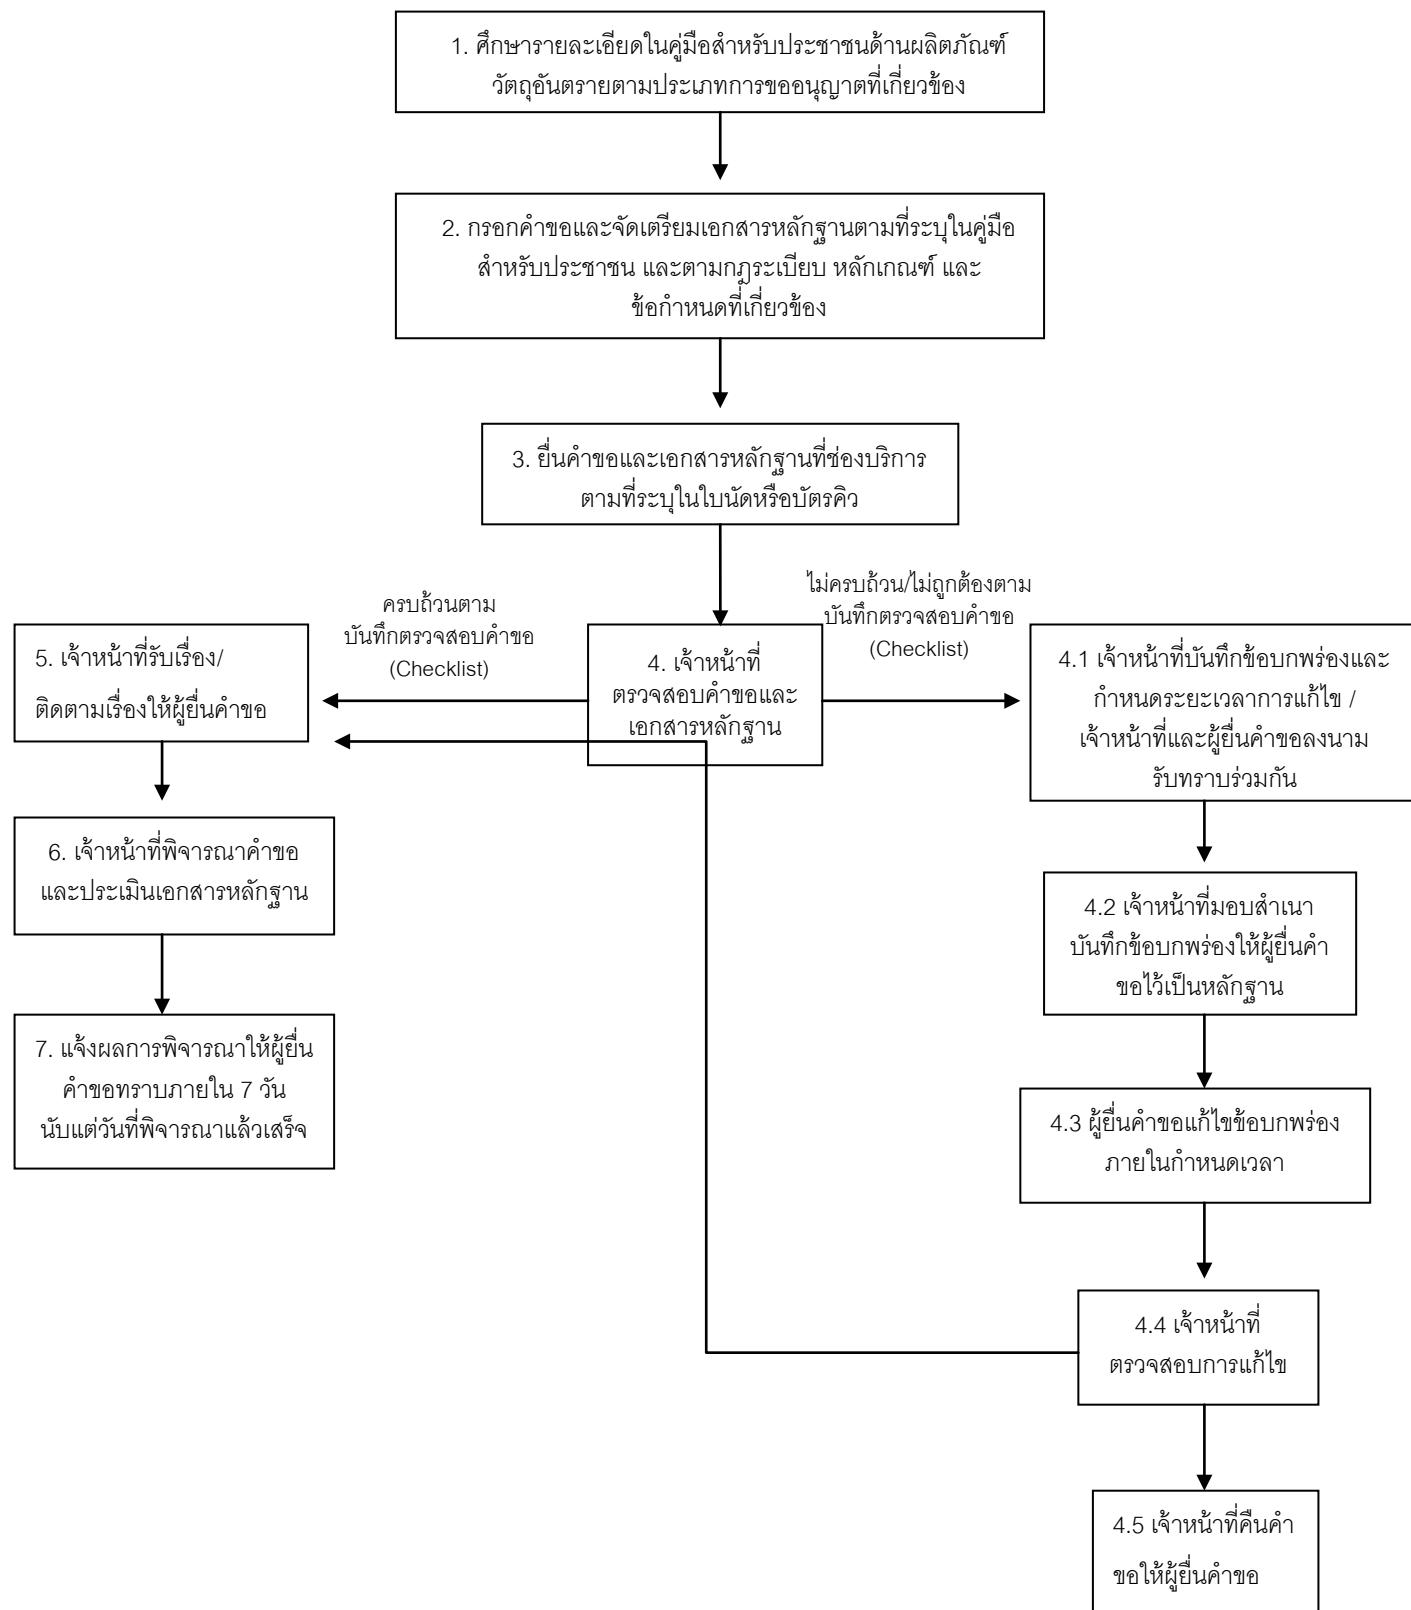 1. ศึกษารายละเอียดในคู่มือสำหรับประชาชนด้านผลิตภัณฑ์
วัตถุอันตรายตามประเภทการขออนุญาตที่เกี่ยวข้อง
2. กรอกคำขอและจัดเตรียมเอกสารหลักฐานตามที่ระบุในคู่มือ
สำหรับประชาชน และตามกฎระเบียบ หลักเกณฑ์ และ
ข้อกำหนดที่เกี่ยวข้อง
3. ยื่นคำขอและเอกสารหลักฐานที่ช่องบริการ
ตามที่ระบุในใบนัดหรือบัตรคิว
ครบถ้วนตาม
บันทึกตรวจสอบคำขอ
(Checklist)
ไม่ครบถ้วน/ไม่ถูกต้องตาม
บันทึกตรวจสอบคำขอ
(Checklist)
4. เจ้าหน้าที่
ตรวจสอบคำขอและ
เอกสารหลักฐาน
5. เจ้าหน้าที่รับเรื่อง/
ติดตามเรื่องให้ผู้ยื่นคำขอ
6. เจ้าหน้าที่พิจารณาคำขอ
และประเมินเอกสารหลักฐาน
7. แจ้งผลการพิจารณาให้ผู้ยื่น
คำขอทราบภายใน 7 วัน
นับแต่วันที่พิจารณาแล้วเสร็จ
4.1 เจ้าหน้าที่บันทึกข้อบกพร่องและ
กำหนดระยะเวลาการแก้ไข /
เจ้าหน้าที่และผู้ยื่นคำขอลงนาม
รับทราบร่วมกัน
4.2 เจ้าหน้าที่มอบสำเนา
บันทึกข้อบกพร่องให้ผู้ยื่นคำ
ขอไว้เป็นหลักฐาน
4.3 ผู้ยื่นคำขอแก้ไขข้อบกพร่อง
ภายในกำหนดเวลา
4.4 เจ้าหน้าที่
ตรวจสอบการแก้ไข
4.5 เจ้าหน้าที่คืนคำ
ขอให้ผู้ยื่นคำขอ